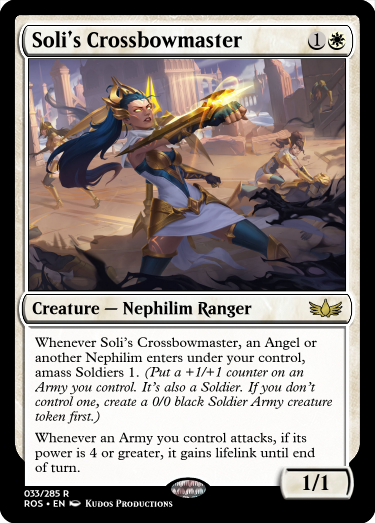 Soli's Crossbowmaster 1
Creature — Nephilim Ranger
Whenever Soli's Crossbowmaster, an Angel or
another Nephilim enters under your control,
amass Soldiers 1. (Put a +1/+1 counter on an
Army you control. It's also a Soldier. If you don't
control one, create a 0/0 black Soldier Army creature
token first.)
Whenever an Army you control attacks, if its
power is 4 or greater, it gains lifelink until end
of turn.
1/1
033/285 R
ROS • EN Kudos Productions